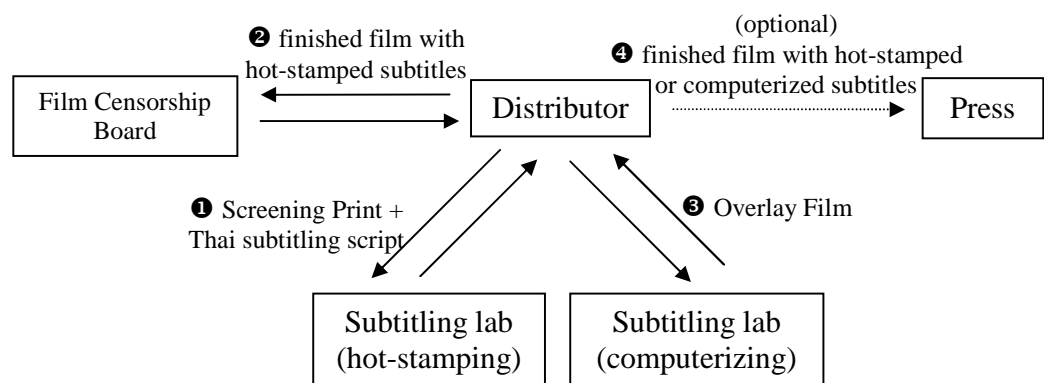 (optional)
❷ finished film with
hot-stamped subtitles
❹ finished film with hot-stamped
or computerized subtitles
Film Censorship
Board
Distributor
Press
❶ Screening Print +
Thai subtitling script
❸ Overlay Film
Subtitling lab
(hot-stamping)
Subtitling lab
(computerizing)